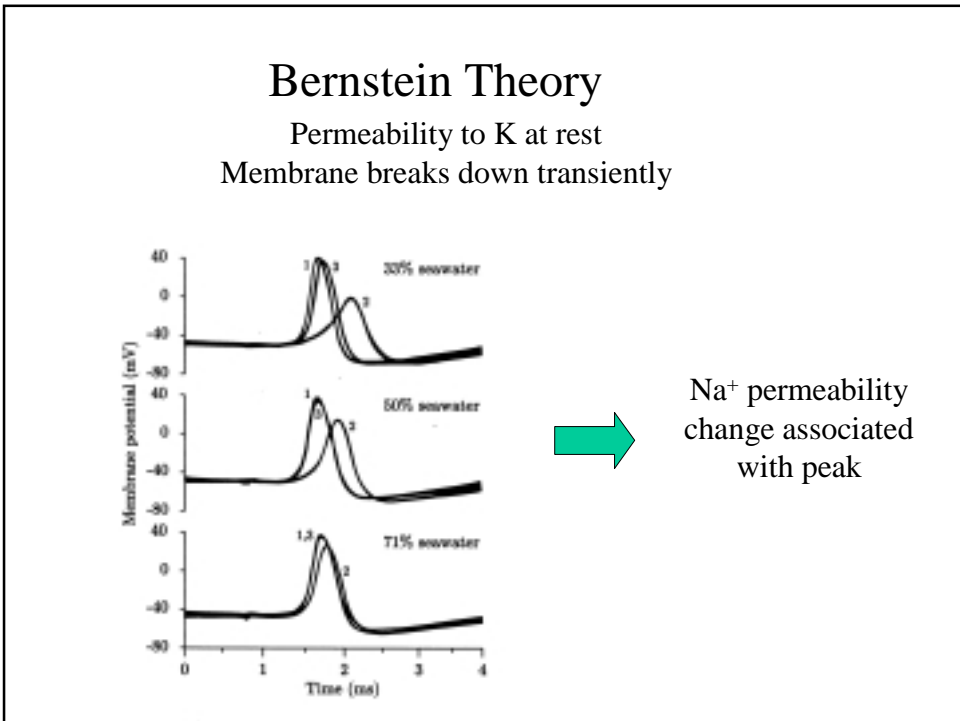 Bernstein Theory
Permeability to K at rest
Membrane breaks down transiently
40
0
-40
-80
1 3
33% seawater
2
40
0
-40
-80
1
3
50% seawater
2
40
0
-40
-80
1,3
71% seawater
2
Membrane potential (mV)
0 1 2 3 4
Time (ms)
Na⁺ permeability
change associated
with peak